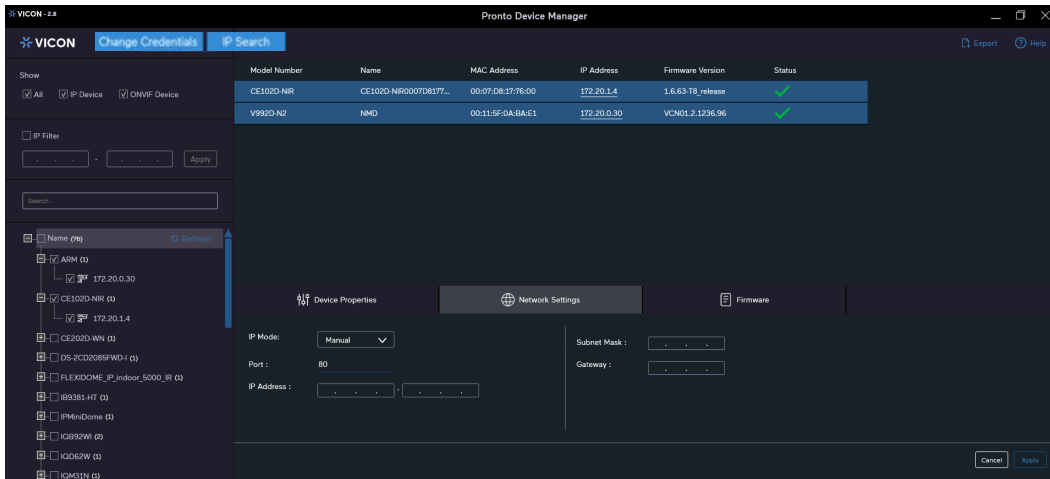 VICON - 2.8
Pronto Device Manager
VICON
Change Credentials
IP Search
Export
Help
Show
All
IP Device
ONVIF Device
IP Filter
. . . - . . .
Apply
Search...
Name (76)
Refresh
ARM (1)
172.20.0.30
CE102D-NIR (1)
172.20.1.4
CE202D-WN (1)
DS-2CD2085FWD-I (1)
FLEXIDOME_IP_indoor_5000_IR (1)
IB9381-HT (1)
IPMiniDome (1)
IQB92WI (2)
IQD62W (1)
IQM31N (1)
Model Number Name MAC Address IP Address Firmware Version Status
CE102D-NIR CE102D-NIR0007D8177... 00:07:D8:17:76:00 172.20.1.4 1.6.63-T8_release
V992D-N2 NMD 00:11:5F:0A:BA:E1 172.20.0.30 VCN01.2.1236.96
Device Properties
Network Settings
Firmware
IP Mode: Manual
Port : 80
IP Address : . . . - . . .
Subnet Mask : . . .
Gateway : . . .
Cancel
Apply